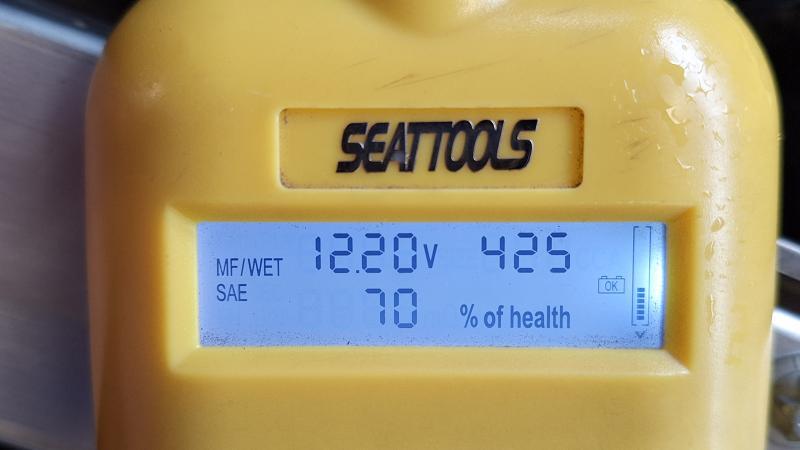 SEATTOOLS
MF/WET 12.20V 425
OK
SAE 70 % of health